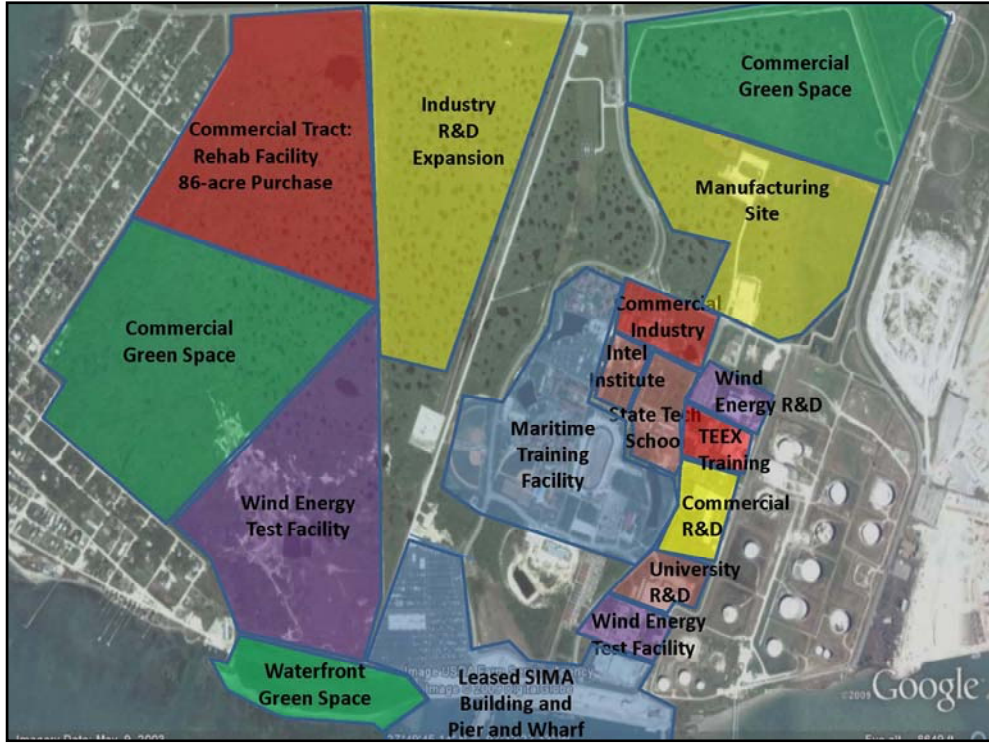 Commercial
Green Space
Commercial Tract:
Rehab Facility
86-acre Purchase
Industry
R&D
Expansion
Manufacturing
Site
Commercial
Green Space
Commercial
Industry
Intel
Institute
Wind
Energy R&D
State Tech
Schoo
TEEX
Training
Maritime
Training
Facility
Wind Energy
Test Facility
Commercial
R&D
University
R&D
Wind Energy
Test Facility
Waterfront
Green Space
Leased SIMA
Building and
Pier and Wharf
©2009 Google